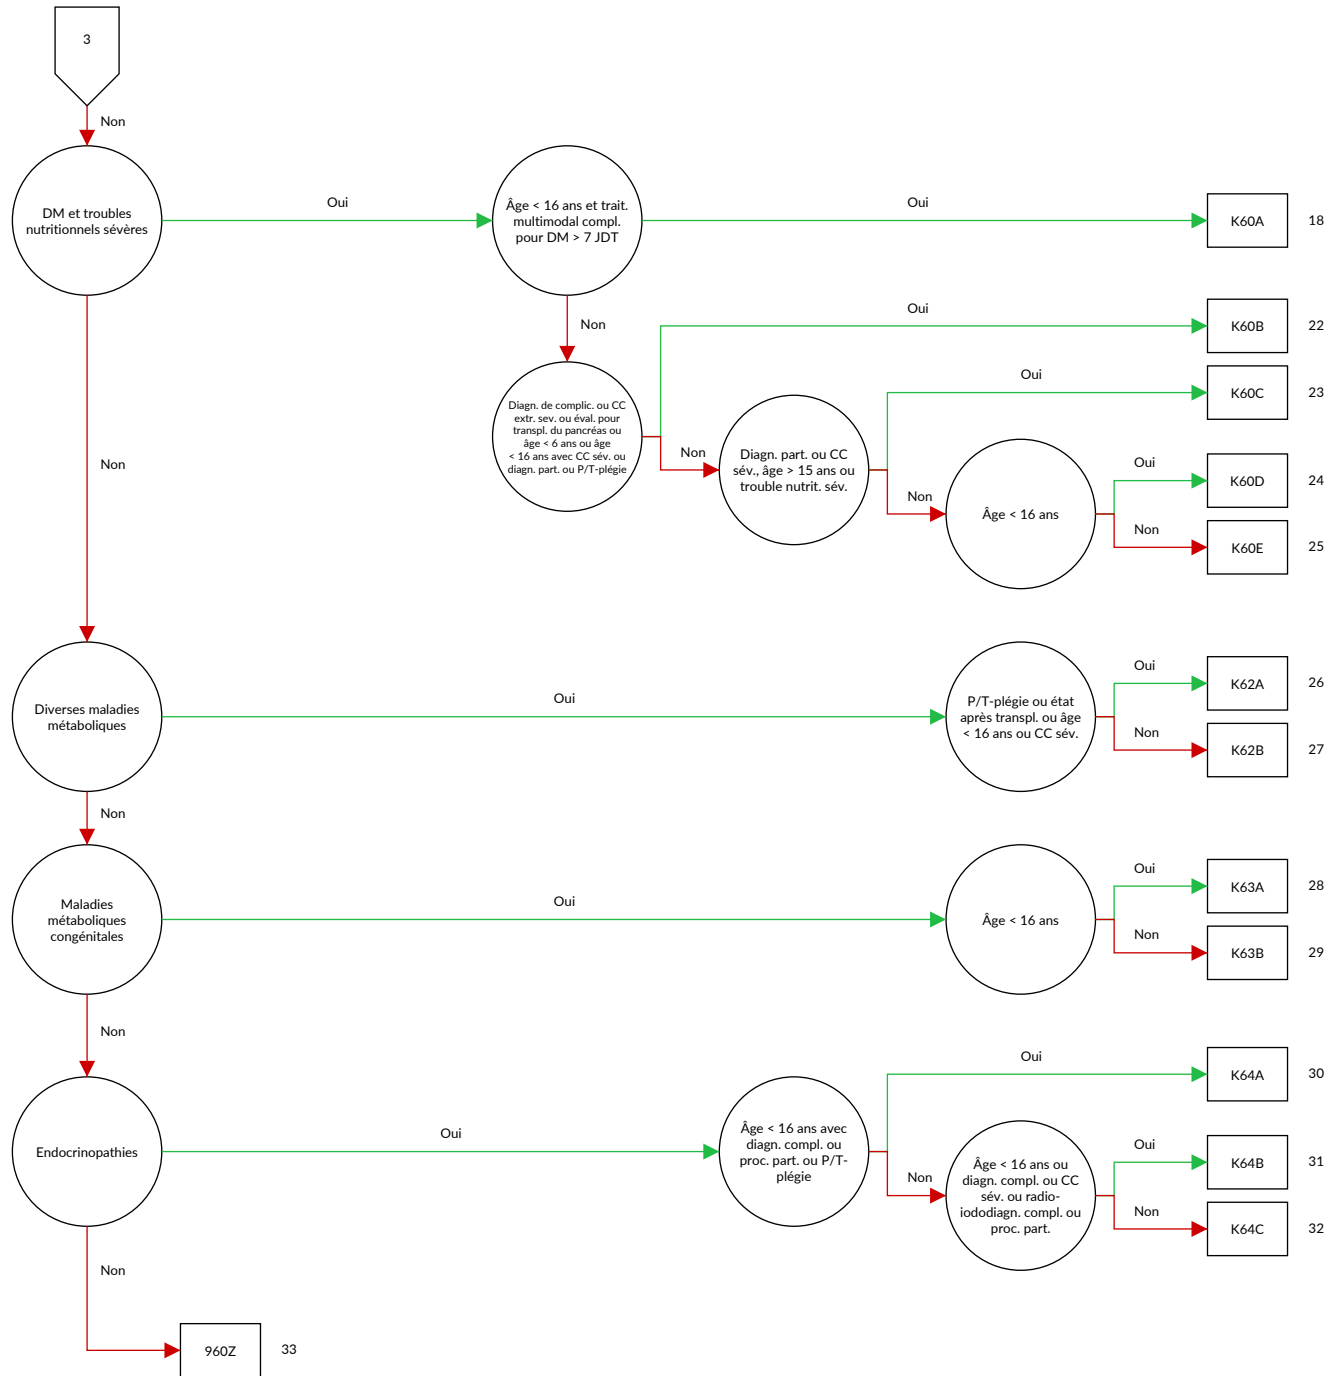 3
Non
DM et troubles
nutritionnels sévères
Oui
Âge < 16 ans et trait.
multimodal compl.
pour DM > 7 JDT
Oui
K60A
18
Non
Diagn. de complic. ou CC
extr. sev. ou éval. pour
transpl. du pancréas ou
âge < 6 ans ou âge
< 16 ans avec CC sév. ou
diagn. part. ou P/T-plégie
Oui
K60B
22
Non
Diagn. part. ou CC
sév., âge > 15 ans ou
trouble nutrit. sév.
Oui
K60C
23
Non
Âge < 16 ans
Oui
K60D
24
Non
K60E
25
Non
Diverses maladies
métaboliques
Oui
P/T-plégie ou état
après transpl. ou âge
< 16 ans ou CC sév.
Oui
K62A
26
Non
K62B
27
Non
Maladies
métaboliques
congénitales
Oui
Âge < 16 ans
Oui
K63A
28
Non
K63B
29
Non
Endocrinopathies
Oui
Âge < 16 ans avec
diagn. compl. ou
proc. part. ou P/T-
plégie
Oui
K64A
30
Non
Âge < 16 ans ou
diagn. compl. ou CC
sév. ou radio-
iododiagn. compl. ou
proc. part.
Oui
K64B
31
Non
K64C
32
Non
960Z
33